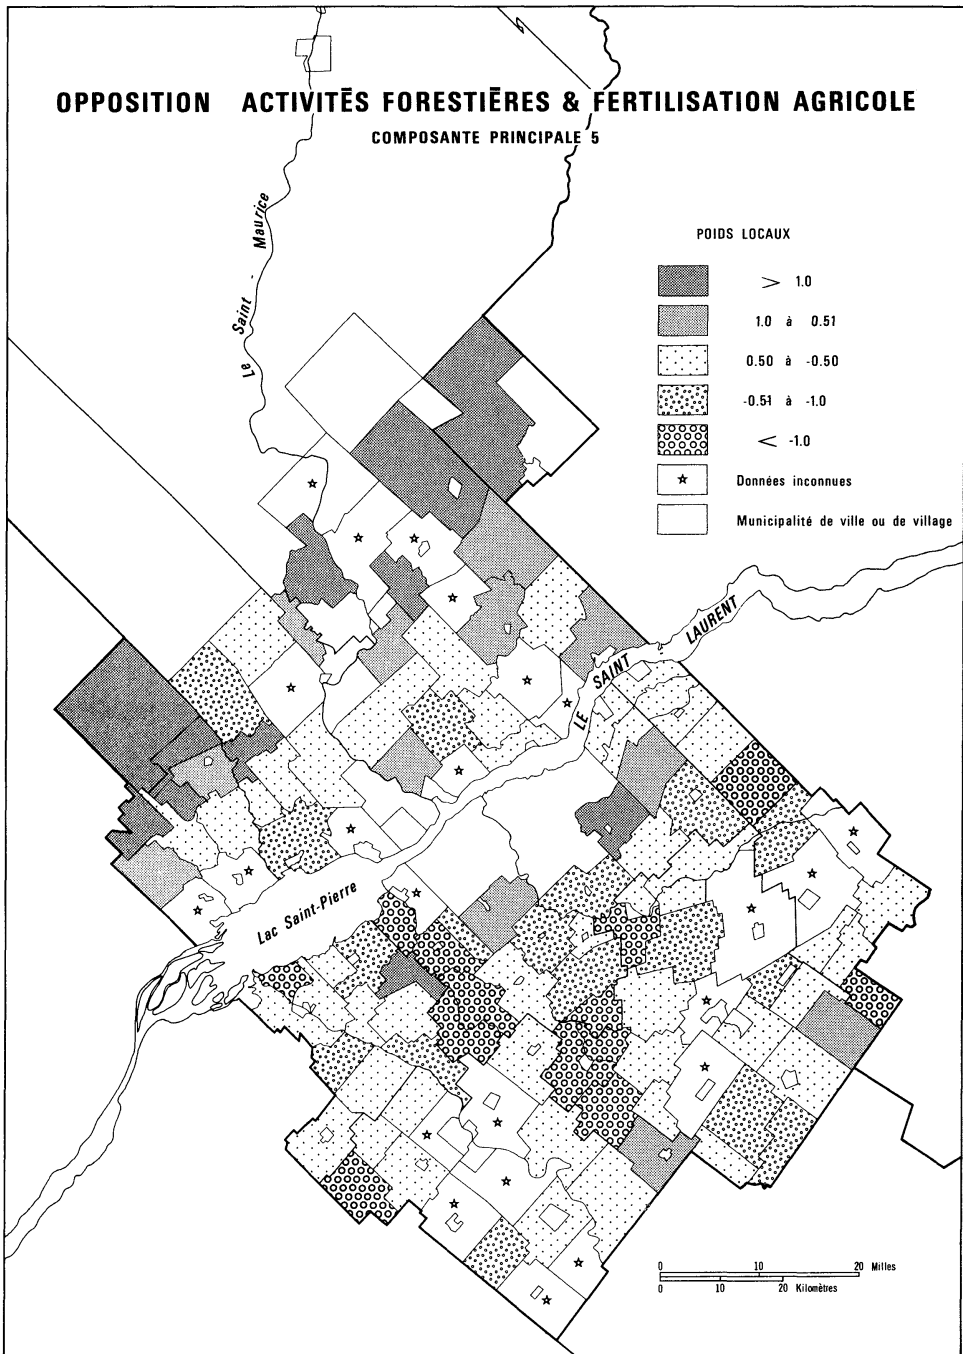 OPPOSITION ACTIVITĒS FORESTIĒRES & FERTILISATION AGRICOLE
COMPOSANTE PRINCIPALE 5
Le Saint - Maurice
POIDS LOCAUX
> 1.0
1.0 à 0.51
0.50 à -0.50
-0.51 à -1.0
< -1.0
Données inconnues
Municipalité de ville ou de village
LE SAINT LAURENT
Lac Saint-Pierre
0 10 20 Milles
0 10 20 Kilomètres